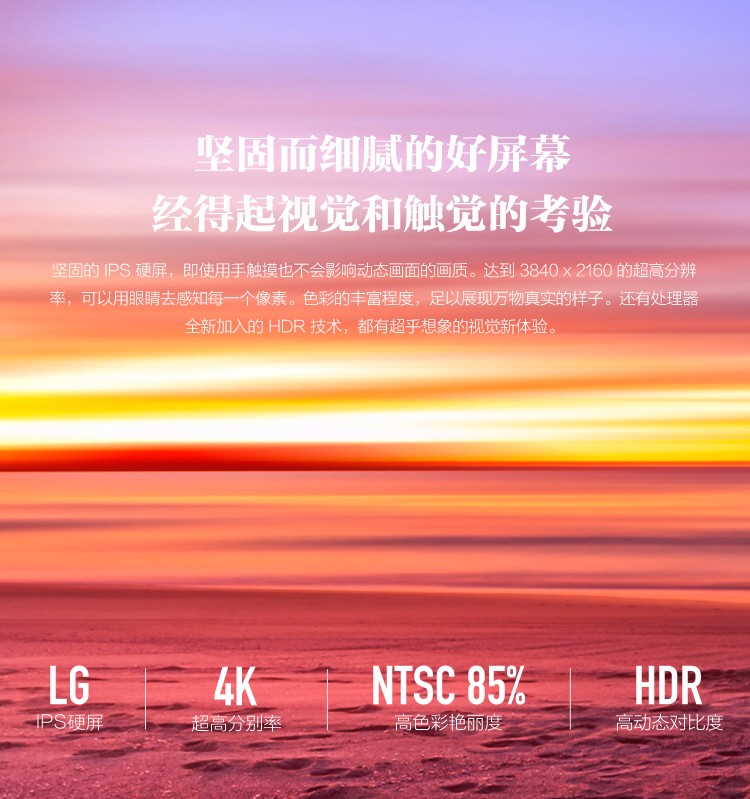 坚固而细腻的好屏幕
经得起视觉和触觉的考验
坚固的 IPS 硬屏，即使用手触摸也不会影响动态画面的画质。达到 3840 x 2160 的超高分辨
率，可以用眼睛去感知每一个像素。色彩的丰富程度，足以展现万物真实的样子。还有处理器
全新加入的 HDR 技术，都有超乎想象的视觉新体验。
LG
IPS硬屏
4K
超高分别率
NTSC 85%
高色彩艳丽度
HDR
高动态对比度